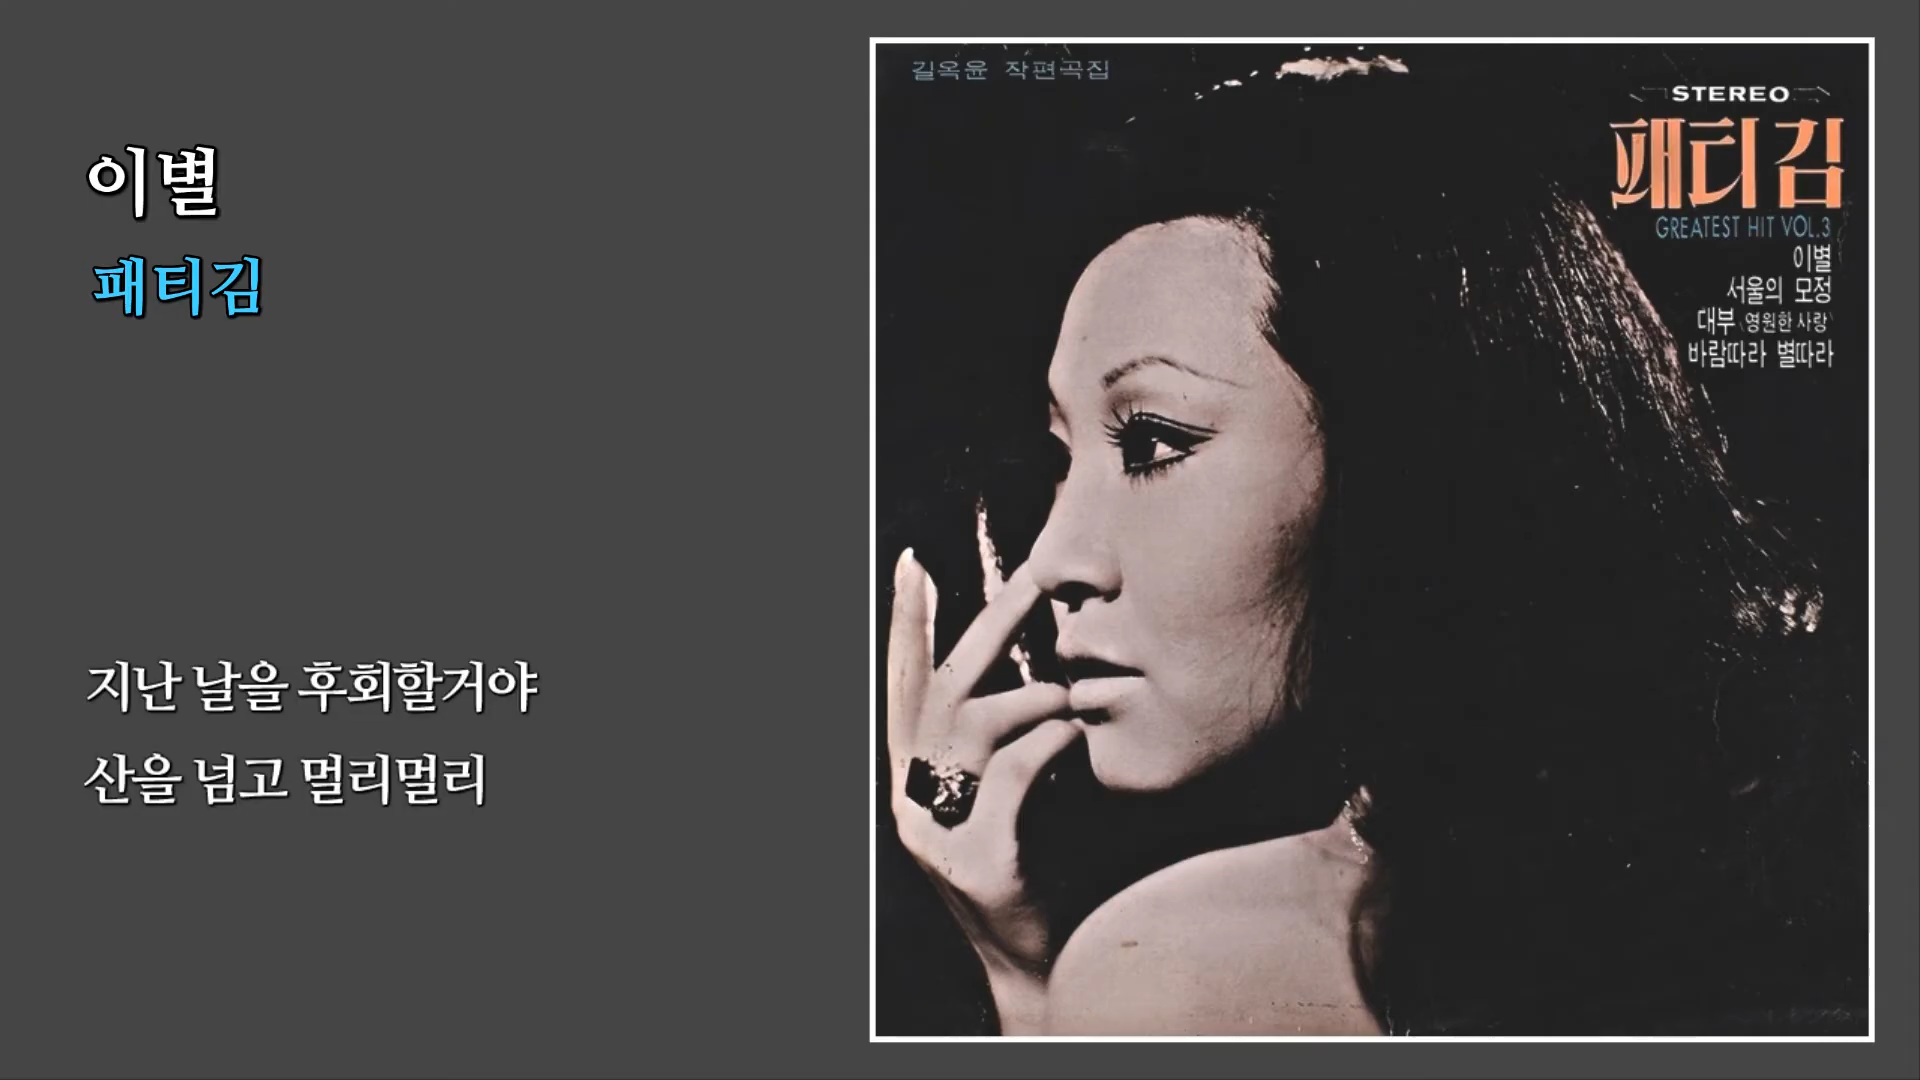 이별
패티김
지난 날을 후회할거야
산을 넘고 멀리멀리
길옥윤 작편곡집
STEREO
패티김
GREATEST HIT VOL.3
이별
서울의 모정
대부 (영원한 사랑)
바람따라 별따라